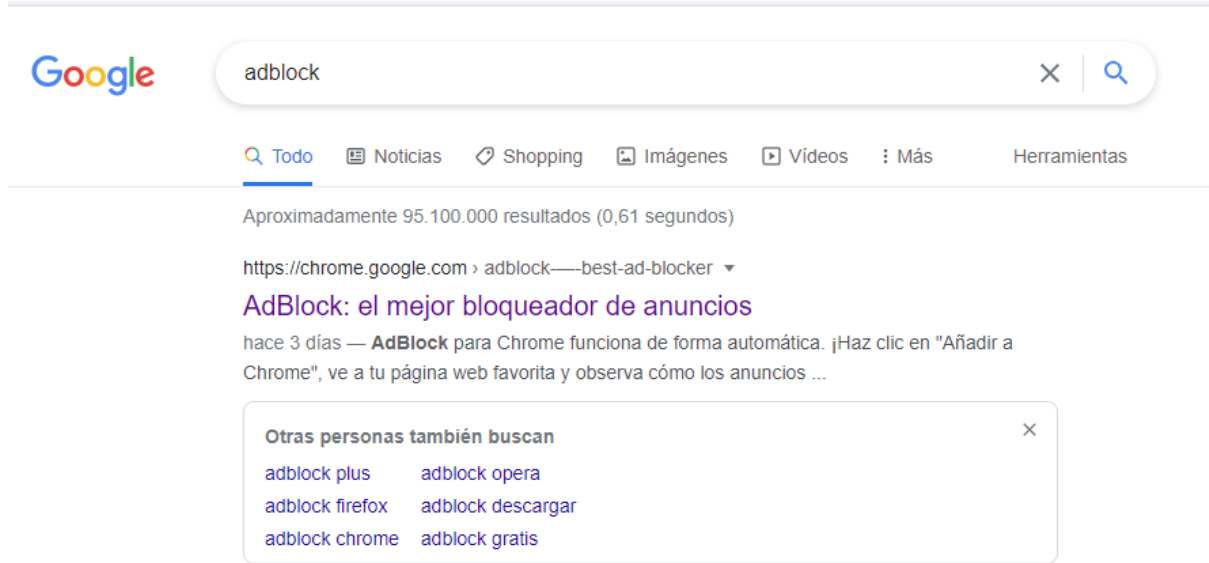 Google
adblock
Todo Noticias Shopping Imágenes Vídeos Más Herramientas
Aproximadamente 95.100.000 resultados (0,61 segundos)
https://chrome.google.com › adblock-—-best-ad-blocker
AdBlock: el mejor bloqueador de anuncios
hace 3 días — AdBlock para Chrome funciona de forma automática. ¡Haz clic en "Añadir a
Chrome", ve a tu página web favorita y observa cómo los anuncios ...
Otras personas también buscan
adblock plus adblock opera
adblock firefox adblock descargar
adblock chrome adblock gratis